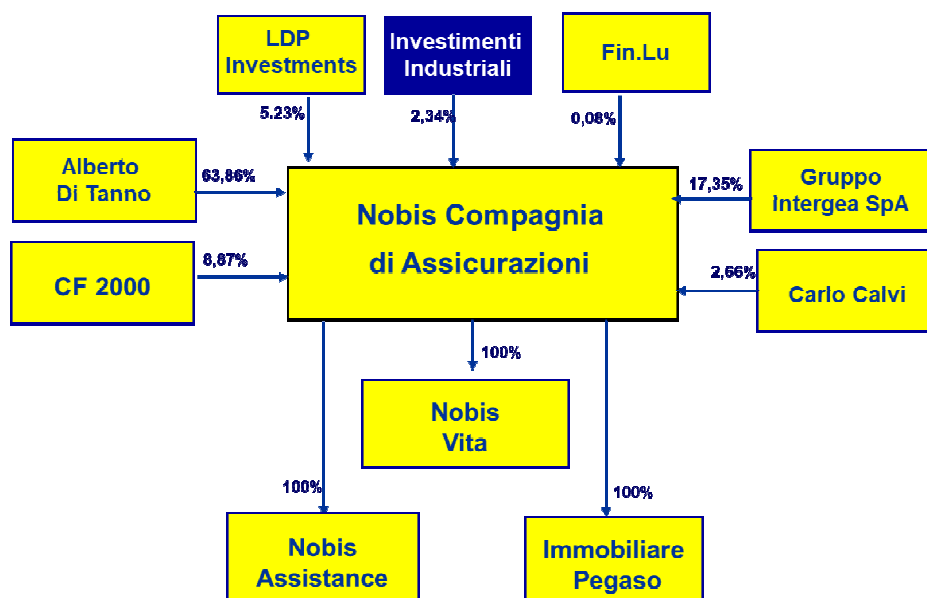 LDP
Investments
Investimenti
Industriali
Fin.Lu
5.23%
2,34%
0,08%
Alberto
Di Tanno
63,86%
Nobis Compagnia
di Assicurazioni
17,35%
Gruppo
Intergea SpA
CF 2000
8,87%
2,66%
Carlo Calvi
100%
Nobis
Vita
100%
100%
Nobis
Assistance
Immobiliare
Pegaso